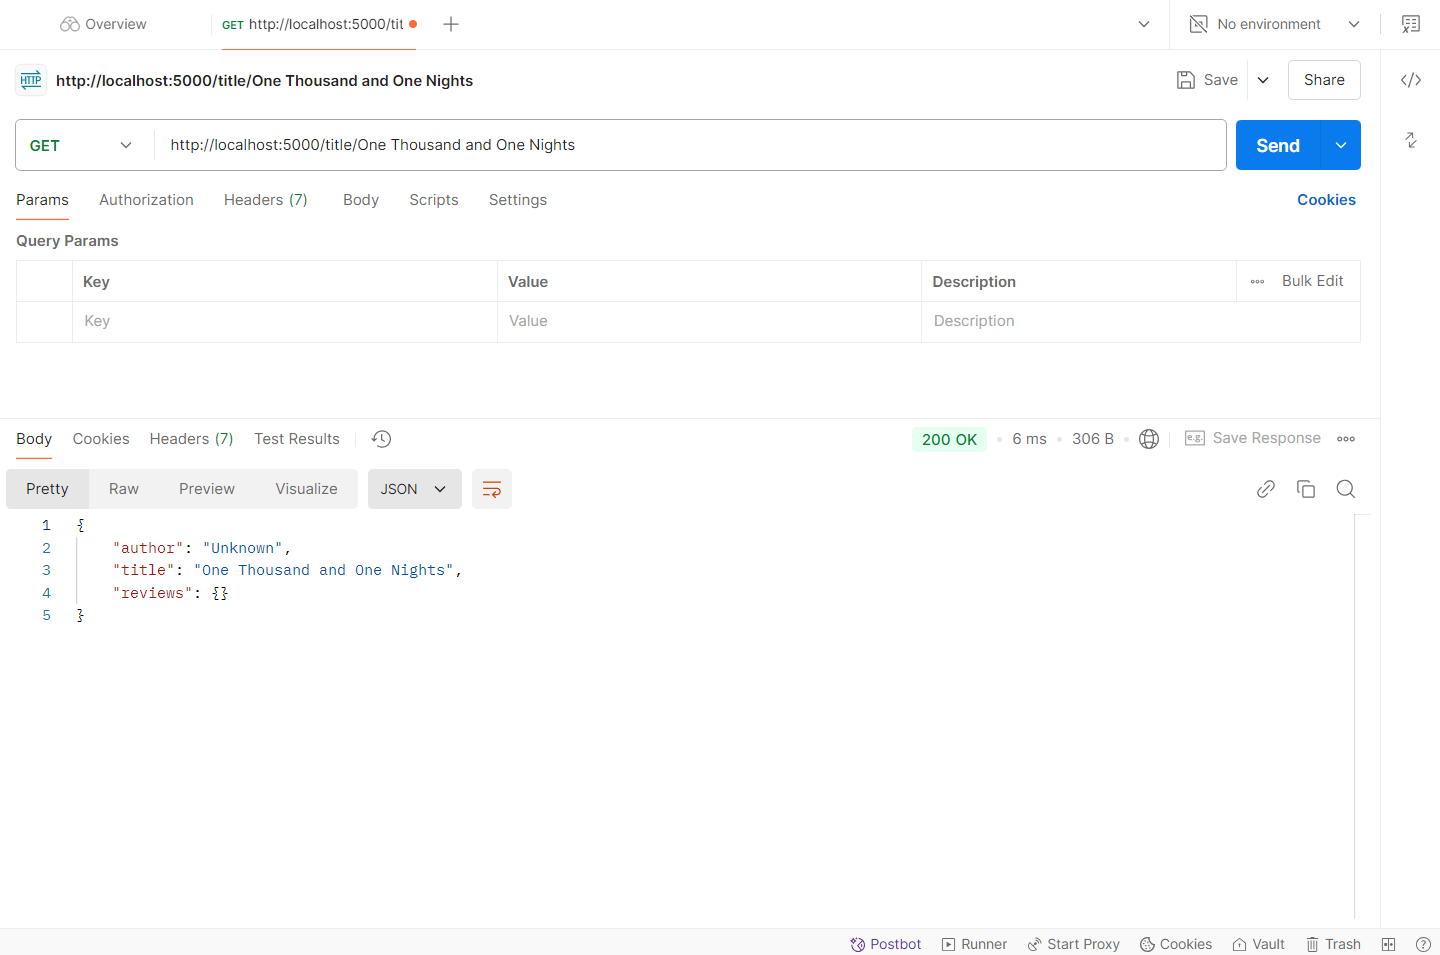 Overview
GET http://localhost:5000/tit
No environment
HTTP http://localhost:5000/title/One Thousand and One Nights
Save
Share
GET http://localhost:5000/title/One Thousand and One Nights
Send
Params Authorization Headers (7) Body Scripts Settings
Cookies
Query Params
Key Value Description Bulk Edit
Key Value Description
Body Cookies Headers (7) Test Results
200 OK 6 ms 306 B e.g. Save Response
Pretty Raw Preview Visualize JSON
1 {
2 "author": "Unknown",
3 "title": "One Thousand and One Nights",
4 "reviews": {}
5 }
Postbot Runner Start Proxy Cookies Vault Trash